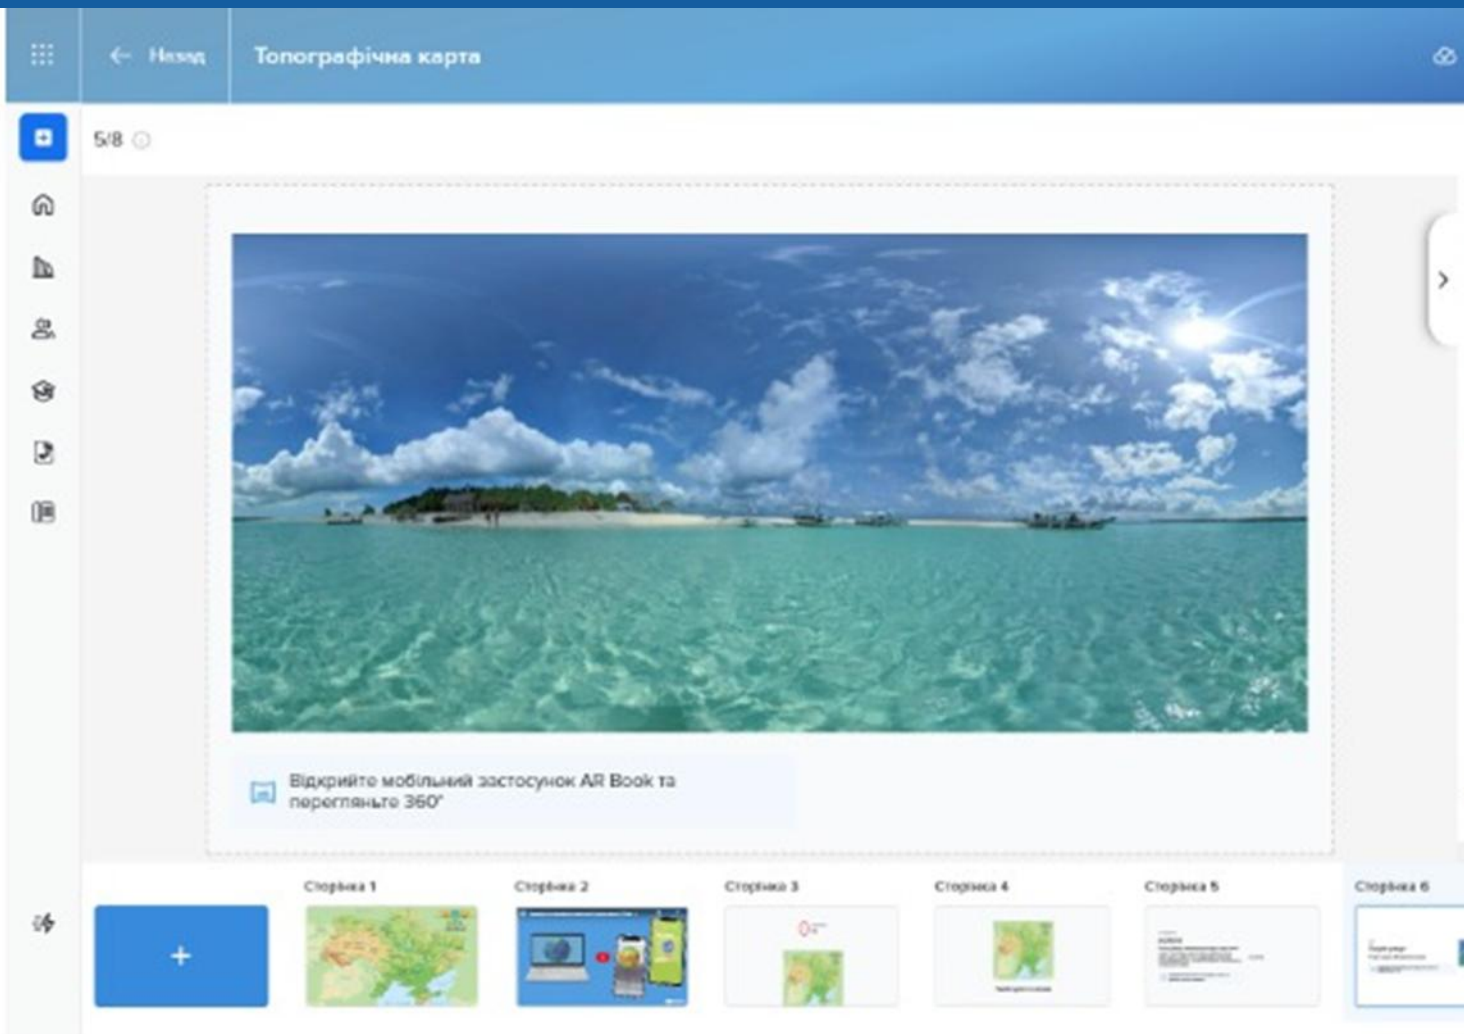 Назад
Топографічна карта
5/8
Відкрийте мобільний застосунок AR Book та
перегляньте 360°
Сторінка 1
Сторінка 2
Сторінка 3
Сторінка 4
Сторінка 5
Сторінка 6